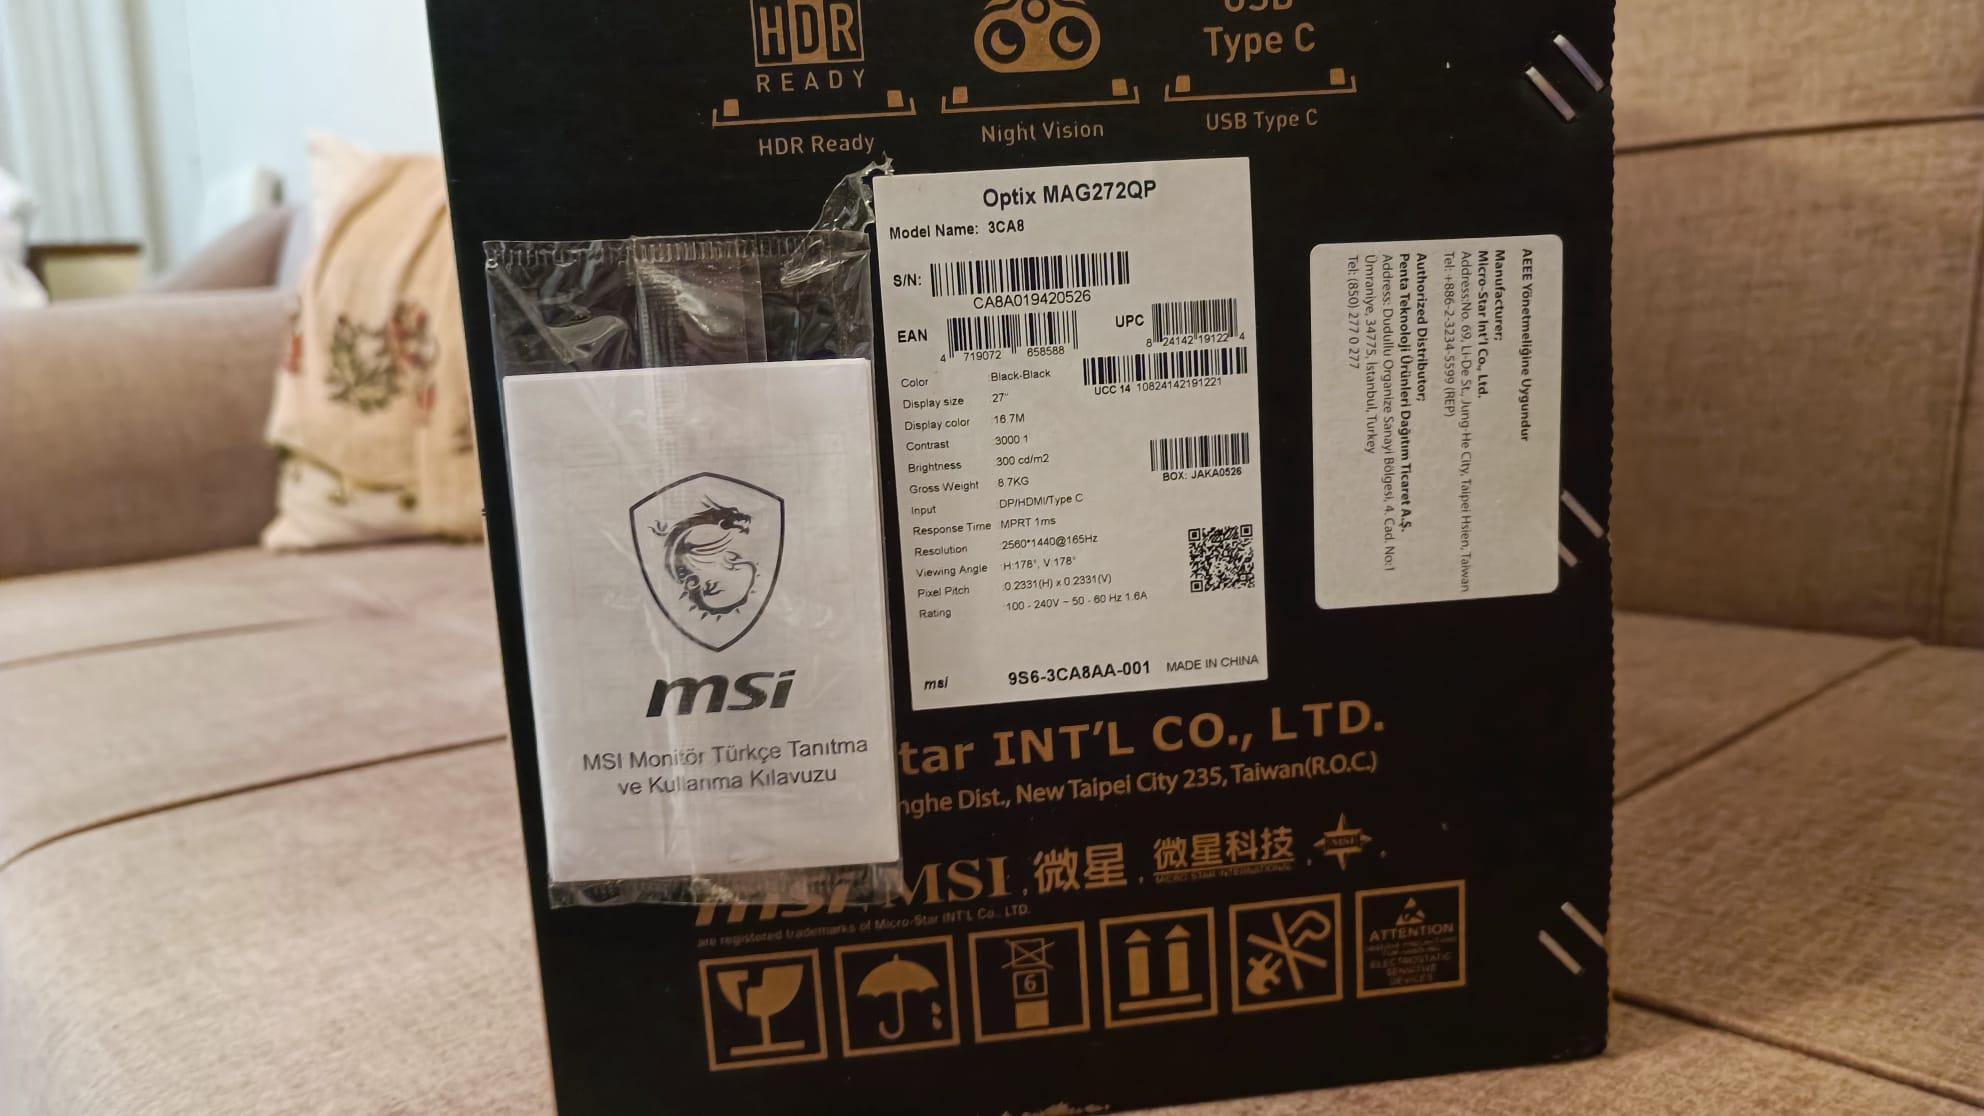 HDR
READY
HDR Ready
Night Vision
USB
Type C
USB Type C
Optix MAG272QP
Model Name: 3CA8
S/N:
CA8A019420526
EAN
4 719072 658588
UPC
8 24142 19122 4
UCC 14 10824142191221
Color Black-Black
Display size 27"
Display color 16.7M
Contrast 3000:1
Brightness 300 cd/m2
Gross Weight 8.7KG
Input DP/HDMI/Type C
Response Time MPRT 1ms
Resolution 2560*1440@165Hz
Viewing Angle H:178°, V:178°
Pixel Pitch 0.2331(H) x 0.2331(V)
Rating 100 - 240V ~ 50 - 60 Hz 1.6A
BOX: JAKA0526
msi 9S6-3CA8AA-001 MADE IN CHINA
AEEE Yönetmeliğine Uygundur
Manufacturer;
Micro-Star Int'l Co., Ltd.
Address:No. 69, Li-De St., Jung-He City, Taipei Hsien, Taiwan
Tel: +886-2-3234-5599 (REP)
Authorized Distributor;
Penta Teknoloji Ürünleri Dağıtım Ticaret A.Ş.
Address: Dudullu Organize Sanayi Bölgesi, 4. Cad. No:1
Ümraniye, 34775, İstanbul, Turkey
Tel: (850) 277 0 277
msi
MSI Monitör Türkçe Tanıtma
ve Kullanma Kılavuzu
tar INT'L CO., LTD.
nghe Dist., New Taipei City 235, Taiwan(R.O.C.)
msi, MSI, 微星, 微星科技, MSI.
MICRO STAR INTERNATIONAL
are registered trademarks of Micro-Star INT'L Co., LTD.
6
ATTENTION
ELECTROSTATIC
SENSITIVE
DEVICES